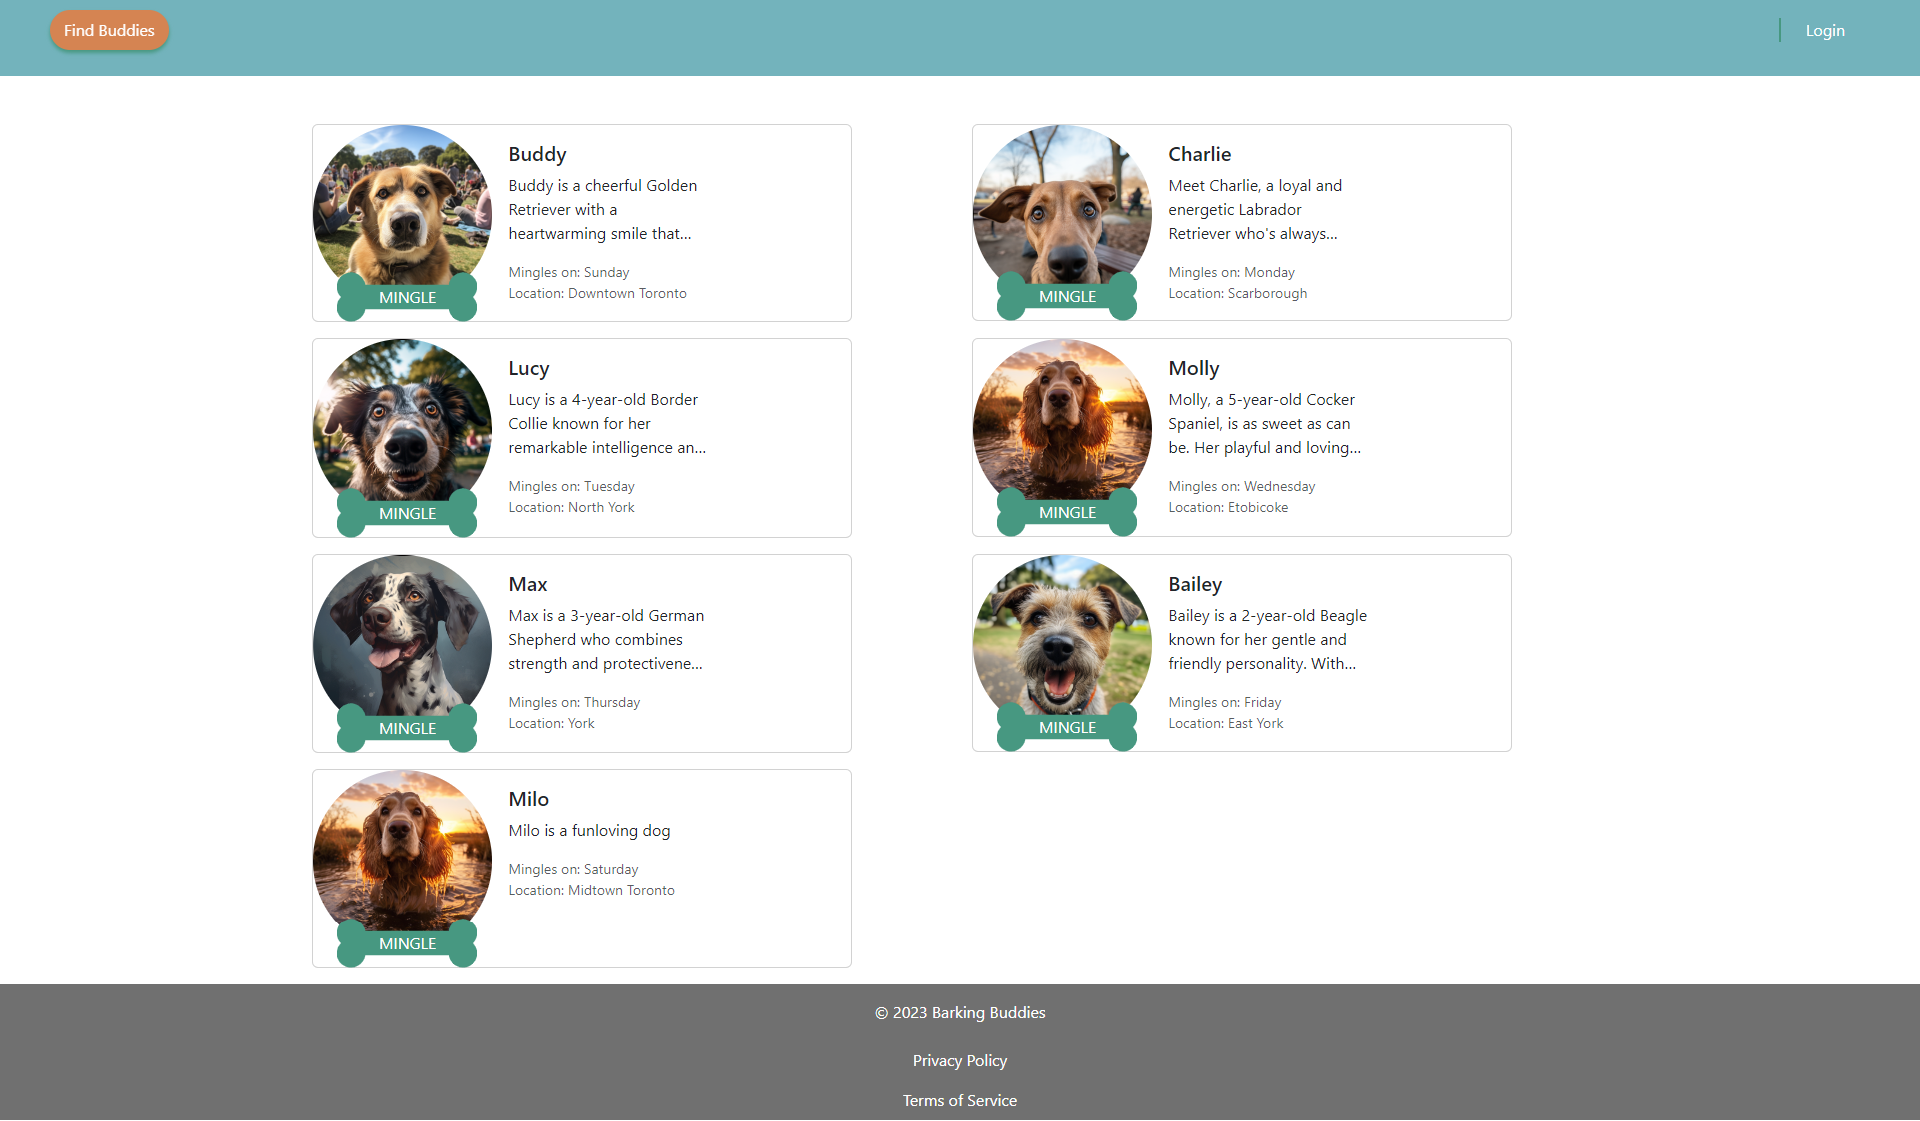 Find Buddies
Login
Buddy
Buddy is a cheerful Golden
Retriever with a
heartwarming smile that...
Mingles on: Sunday
Location: Downtown Toronto
MINGLE
Charlie
Meet Charlie, a loyal and
energetic Labrador
Retriever who's always...
Mingles on: Monday
Location: Scarborough
MINGLE
Lucy
Lucy is a 4-year-old Border
Collie known for her
remarkable intelligence an...
Mingles on: Tuesday
Location: North York
MINGLE
Molly
Molly, a 5-year-old Cocker
Spaniel, is as sweet as can
be. Her playful and loving...
Mingles on: Wednesday
Location: Etobicoke
MINGLE
Max
Max is a 3-year-old German
Shepherd who combines
strength and protectivene...
Mingles on: Thursday
Location: York
MINGLE
Bailey
Bailey is a 2-year-old Beagle
known for her gentle and
friendly personality. With...
Mingles on: Friday
Location: East York
MINGLE
Milo
Milo is a funloving dog
Mingles on: Saturday
Location: Midtown Toronto
MINGLE
© 2023 Barking Buddies
Privacy Policy
Terms of Service